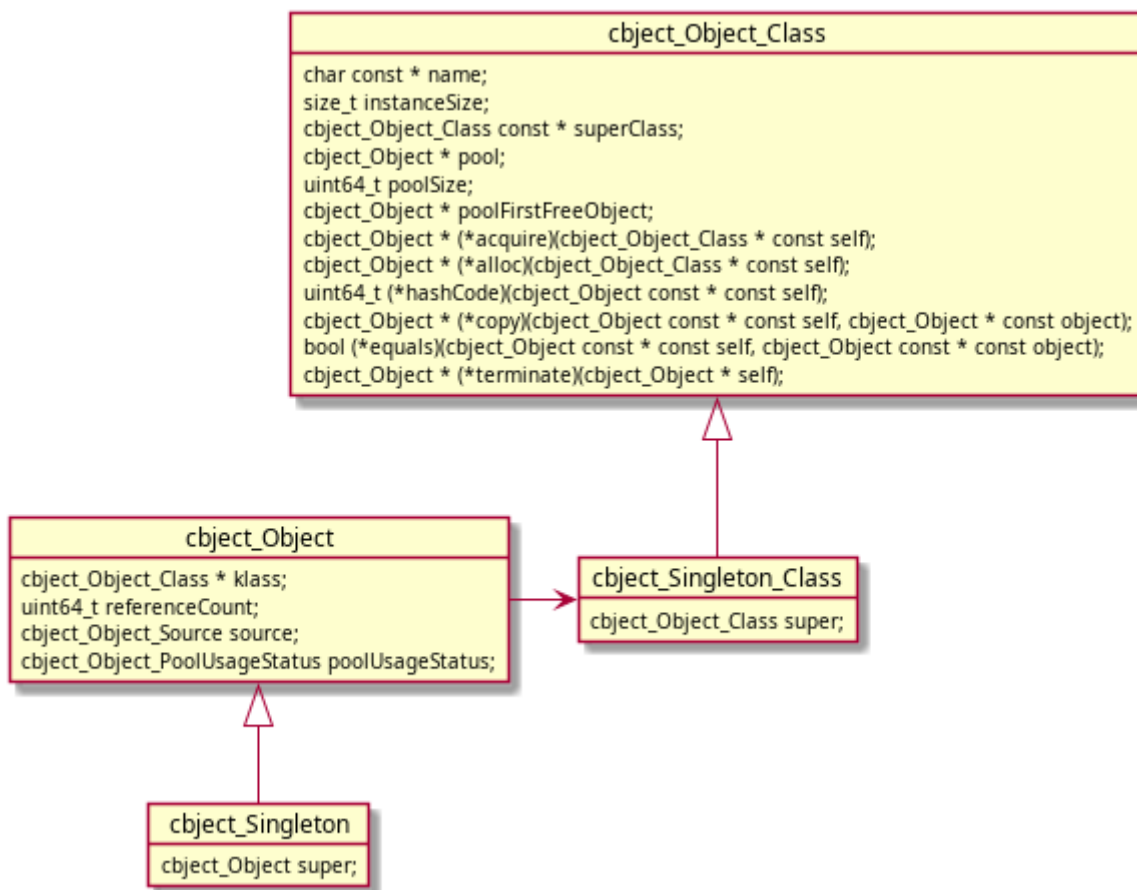 cbject_Object_Class
char const * name;
size_t instanceSize;
cbject_Object_Class const * superClass;
cbject_Object * pool;
uint64_t poolSize;
cbject_Object * poolFirstFreeObject;
cbject_Object * (*acquire)(cbject_Object_Class * const self);
cbject_Object * (*alloc)(cbject_Object_Class * const self);
uint64_t (*hashCode)(cbject_Object const * const self);
cbject_Object * (*copy)(cbject_Object const * const self, cbject_Object * const object);
bool (*equals)(cbject_Object const * const self, cbject_Object const * const object);
cbject_Object * (*terminate)(cbject_Object * self);
cbject_Object
cbject_Object_Class * klass;
uint64_t referenceCount;
cbject_Object_Source source;
cbject_Object_PoolUsageStatus poolUsageStatus;
cbject_Singleton_Class
cbject_Object_Class super;
cbject_Singleton
cbject_Object super;